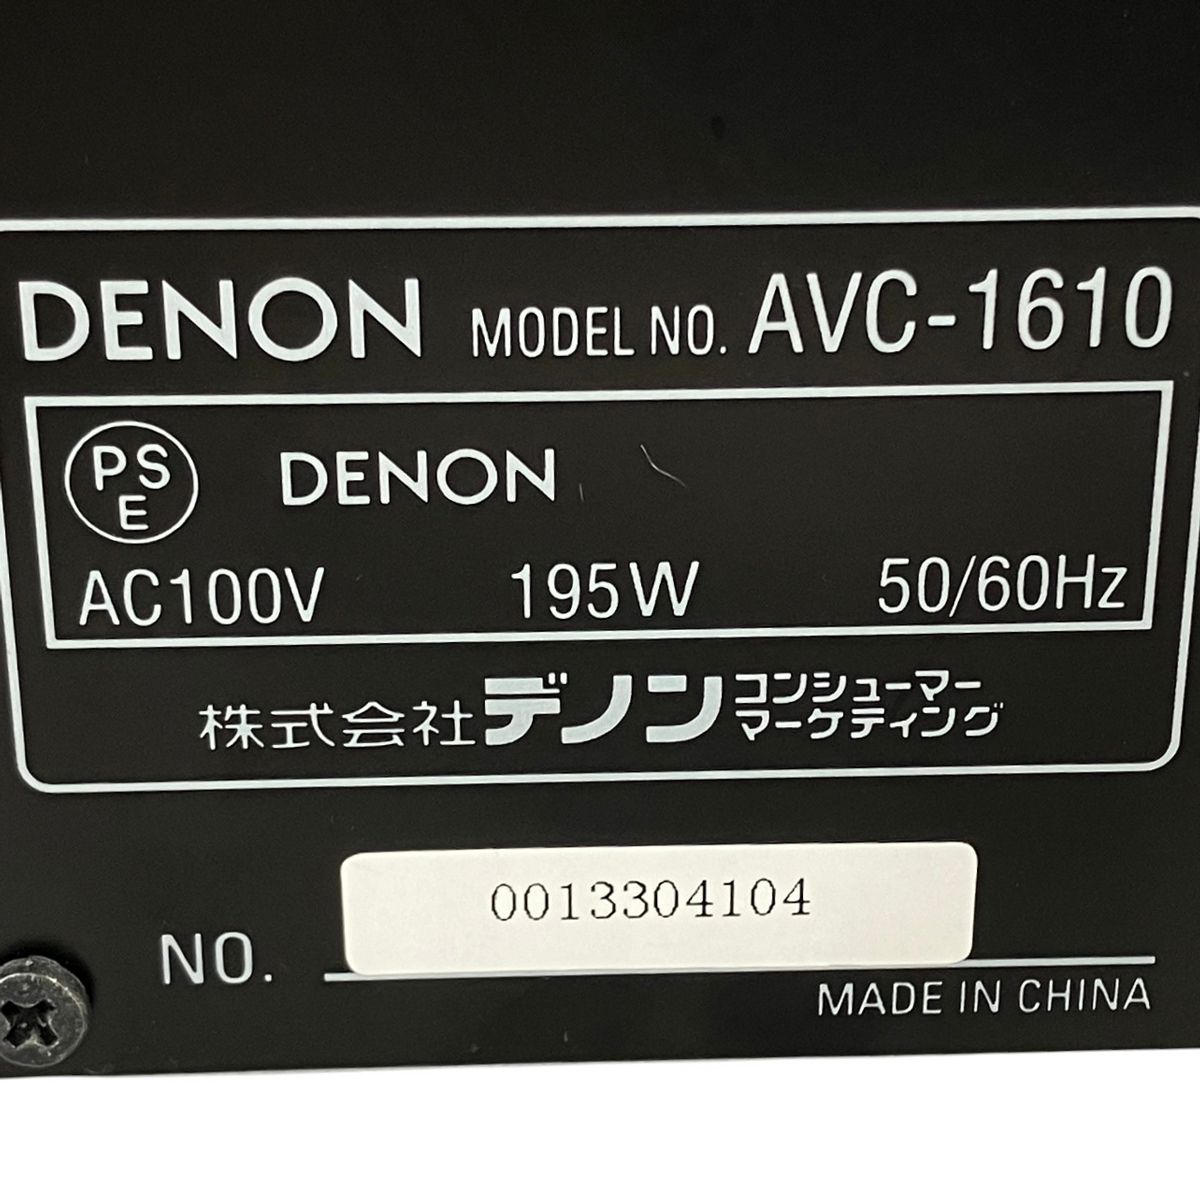 DENON MODEL NO. AVC-1610
PS
E
DENON
AC100V 195W 50/60Hz
株式会社デノン コンシューマー
マーケティング
NO. 0013304104
MADE IN CHINA